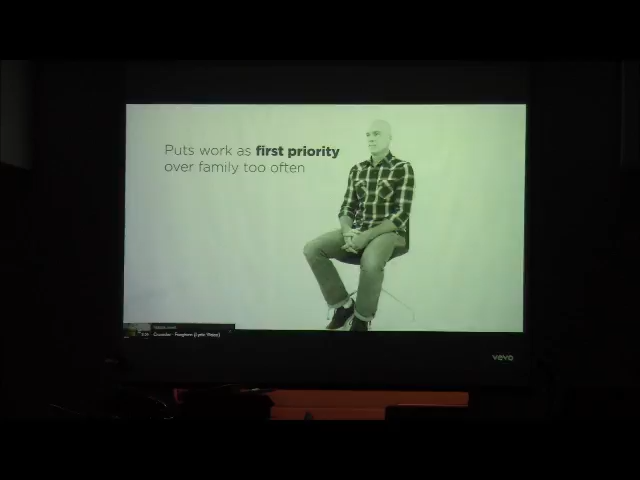 Puts work as first priority
over family too often
vevo